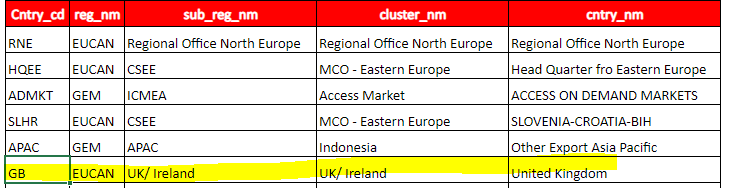 Cntry_cd reg_nm sub_reg_nm cluster_nm cntry_nm
RNE EUCAN Regional Office North Europe Regional Office North Europe Regional Office North Europe
HQEE EUCAN CSEE MCO - Eastern Europe Head Quarter fro Eastern Europe
ADMKT GEM ICMEA Access Market ACCESS ON DEMAND MARKETS
SLHR EUCAN CSEE MCO - Eastern Europe SLOVENIA-CROATIA-BIH
APAC GEM APAC Indonesia Other Export Asia Pacific
GB EUCAN UK/ Ireland UK/ Ireland United Kingdom